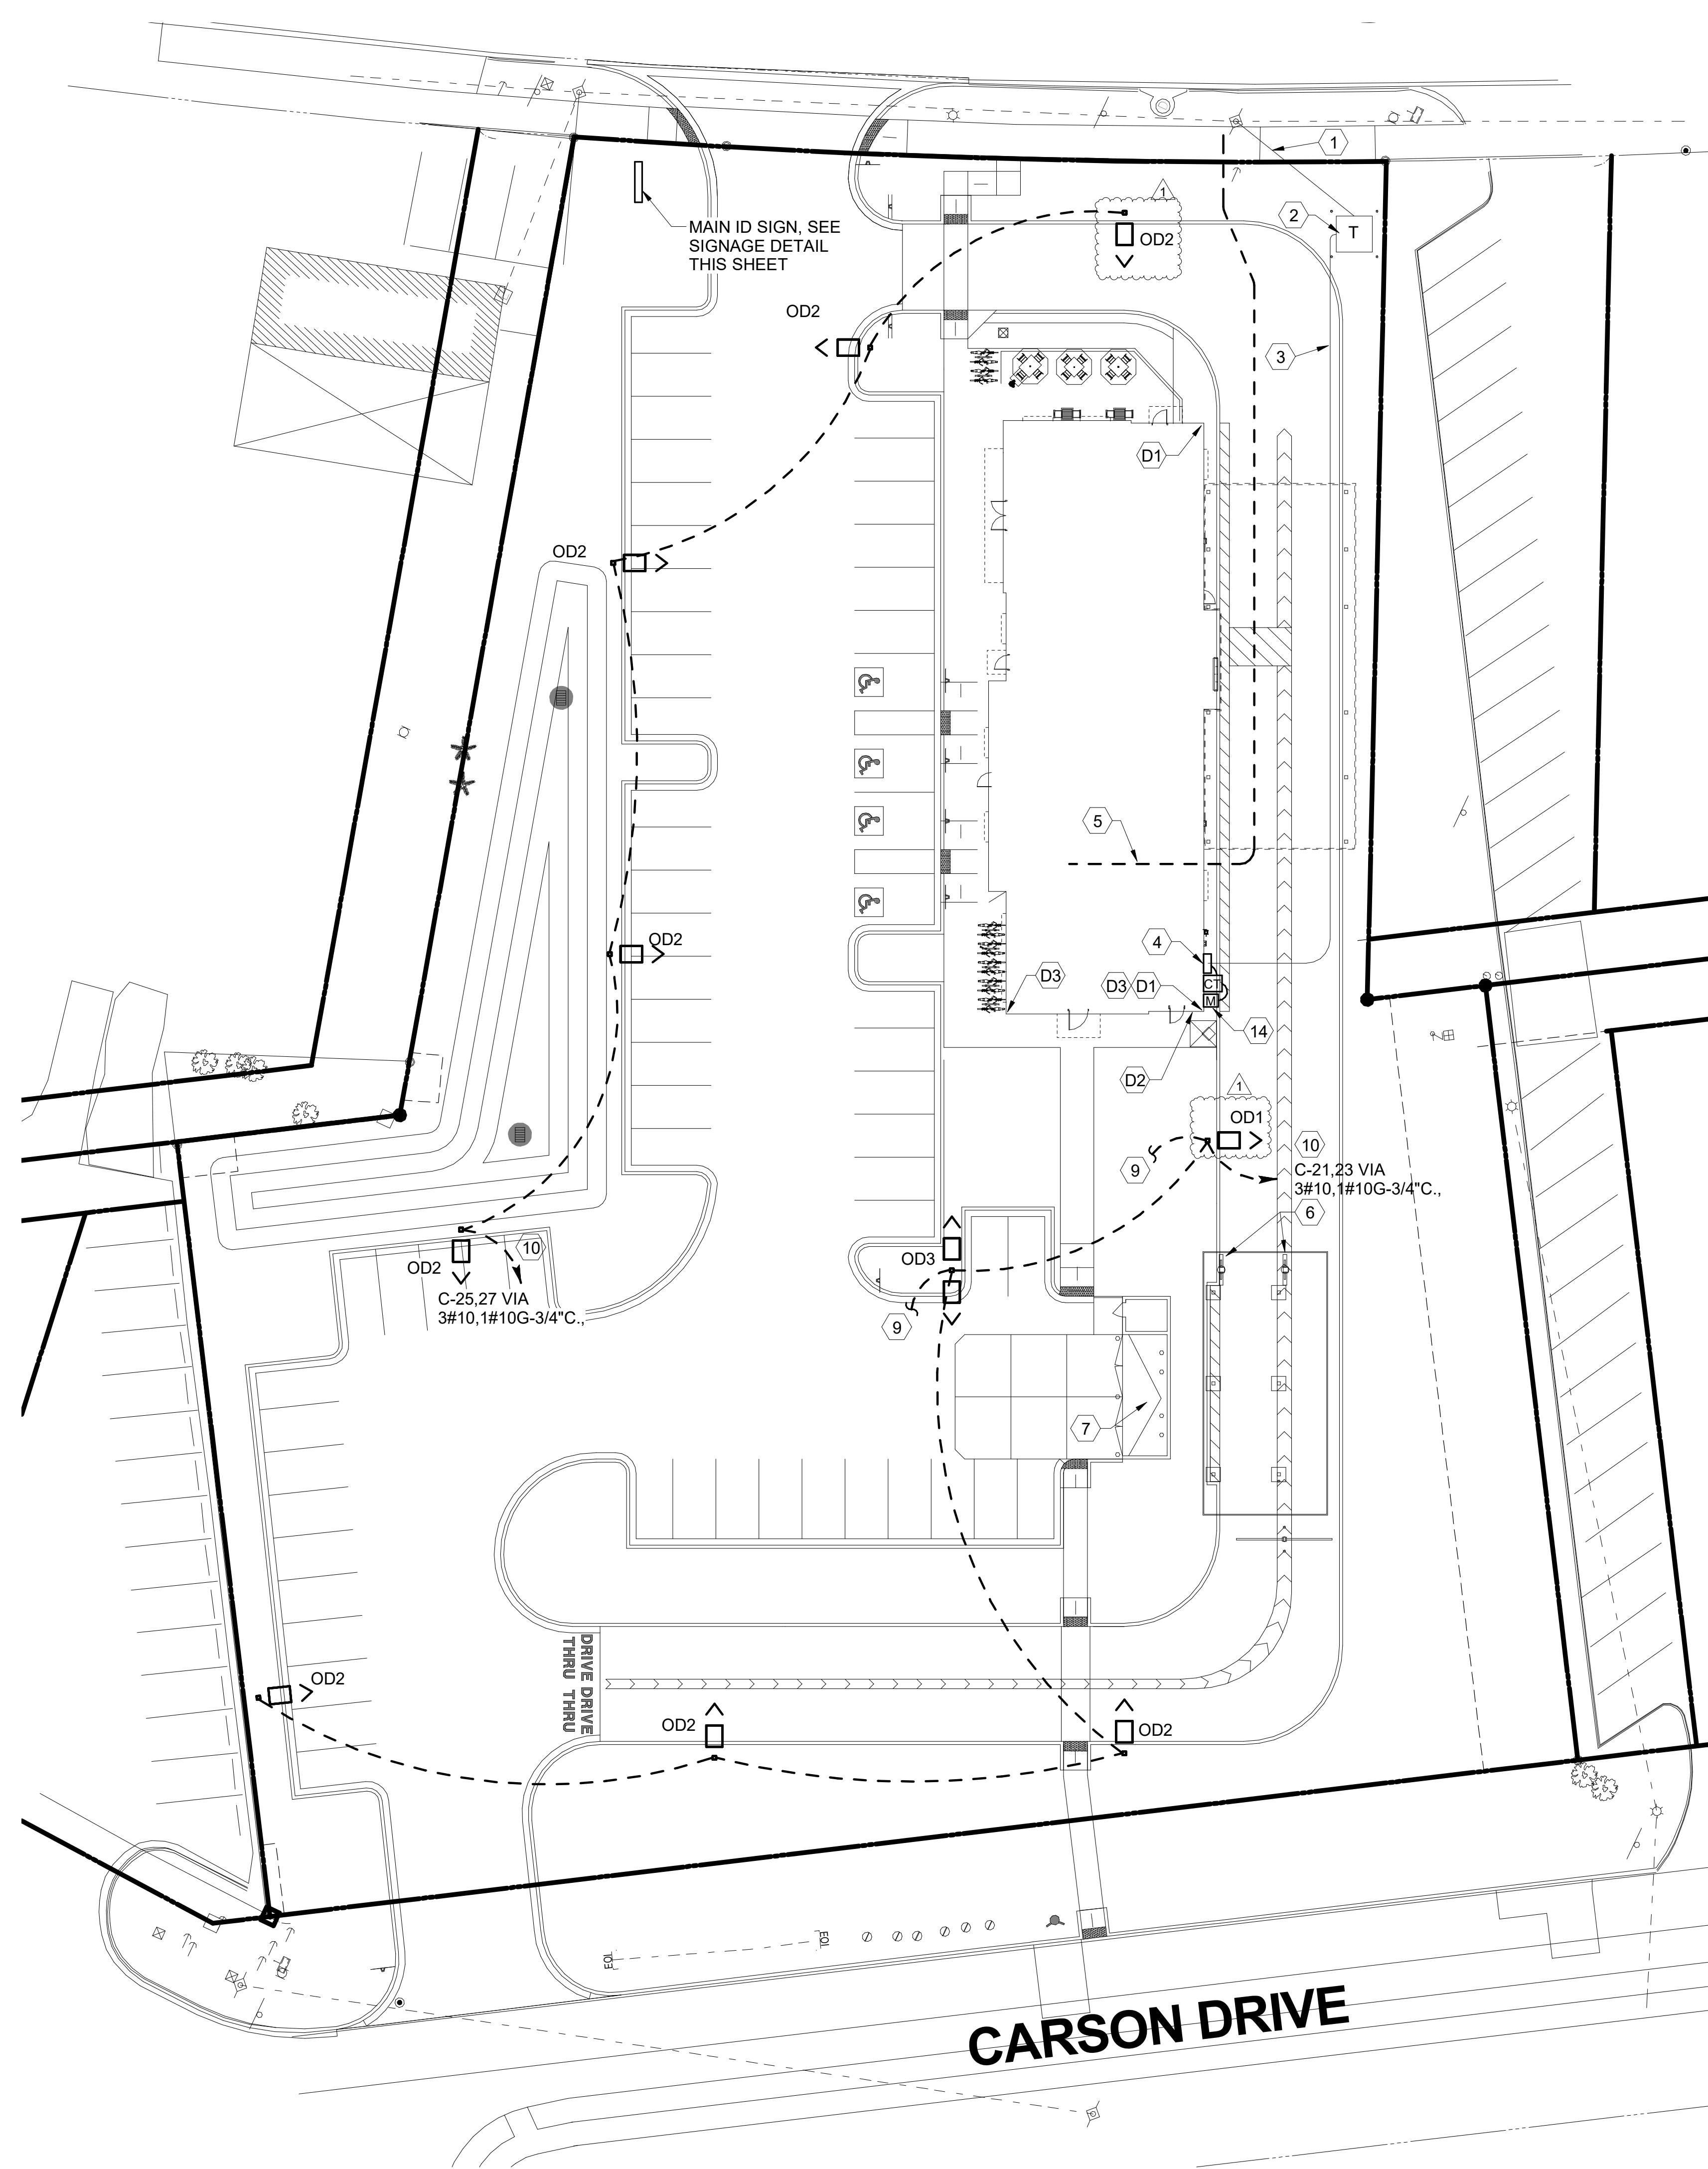 1
2
T
MAIN ID SIGN, SEE
SIGNAGE DETAIL
THIS SHEET
1
OD2
OD2
3
D1
OD2
5
OD2
4
CT
M
D3
D3
D1
14
D2
1
OD1
9
10
C-21,23 VIA
3#10,1#10G-3/4"C.,
6
OD3
10
OD2
C-25,27 VIA
3#10,1#10G-3/4"C.,
9
7
DRIVE DRIVE
THRU THRU
OD2
OD2
OD2
EOI
EOI
CARSON DRIVE